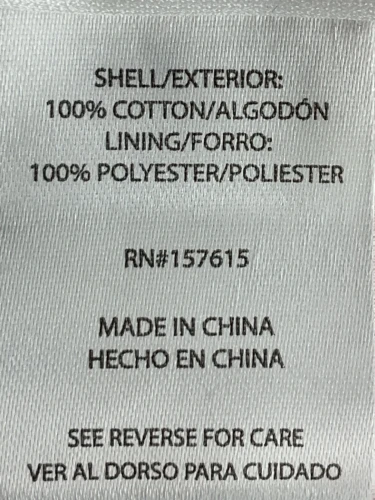 SHELL/EXTERIOR:
100% COTTON/ALGODÓN
LINING/FORRO:
100% POLYESTER/POLIESTER
RN#157615
MADE IN CHINA
HECHO EN CHINA
SEE REVERSE FOR CARE
VER AL DORSO PARA CUIDADO